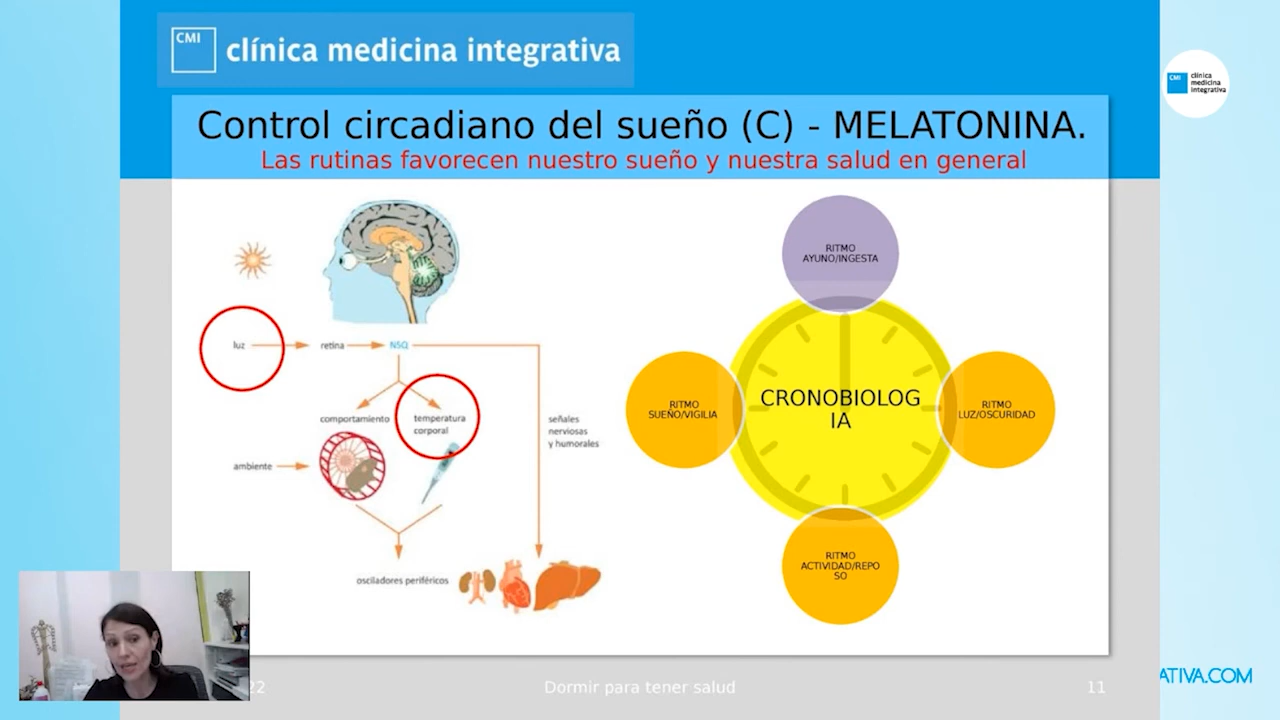 CMI
clínica medicina integrativa
CMI
clínica
medicina
integrativa
Control circadiano del sueño (C) - MELATONINA.
Las rutinas favorecen nuestro sueño y nuestra salud en general
luz
retina
NSQ
comportamiento
temperatura
corporal
señales
nerviosas
y humorales
ambiente
osciladores periféricos
RITMO
AYUNO/INGESTA
RITMO
SUEÑO/VIGILIA
CRONOBIOLOG
IA
RITMO
LUZ/OSCURIDAD
RITMO
ACTIVIDAD/REPO
SO
22
Dormir para tener salud
11
ATIVA.COM